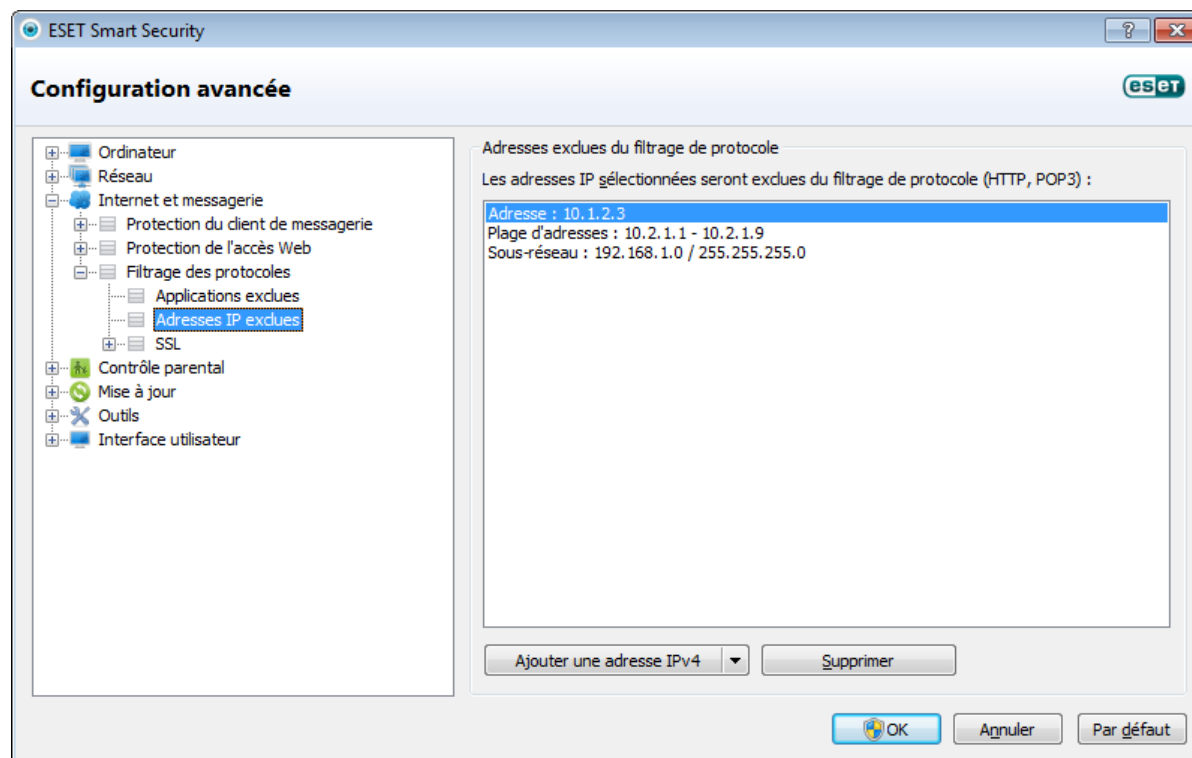 ESET Smart Security
Configuration avancée
eset
Ordinateur
Réseau
Internet et messagerie
Protection du client de messagerie
Protection de l'accès Web
Filtrage des protocoles
Applications exclues
Adresses IP exclues
SSL
Contrôle parental
Mise à jour
Outils
Interface utilisateur
Adresses exclues du filtrage de protocole
Les adresses IP sélectionnées seront exclues du filtrage de protocole (HTTP, POP3) :
Adresse : 10.1.2.3
Plage d'adresses : 10.2.1.1 - 10.2.1.9
Sous-réseau : 192.168.1.0 / 255.255.255.0
Ajouter une adresse IPv4
Supprimer
OK
Annuler
Par défaut